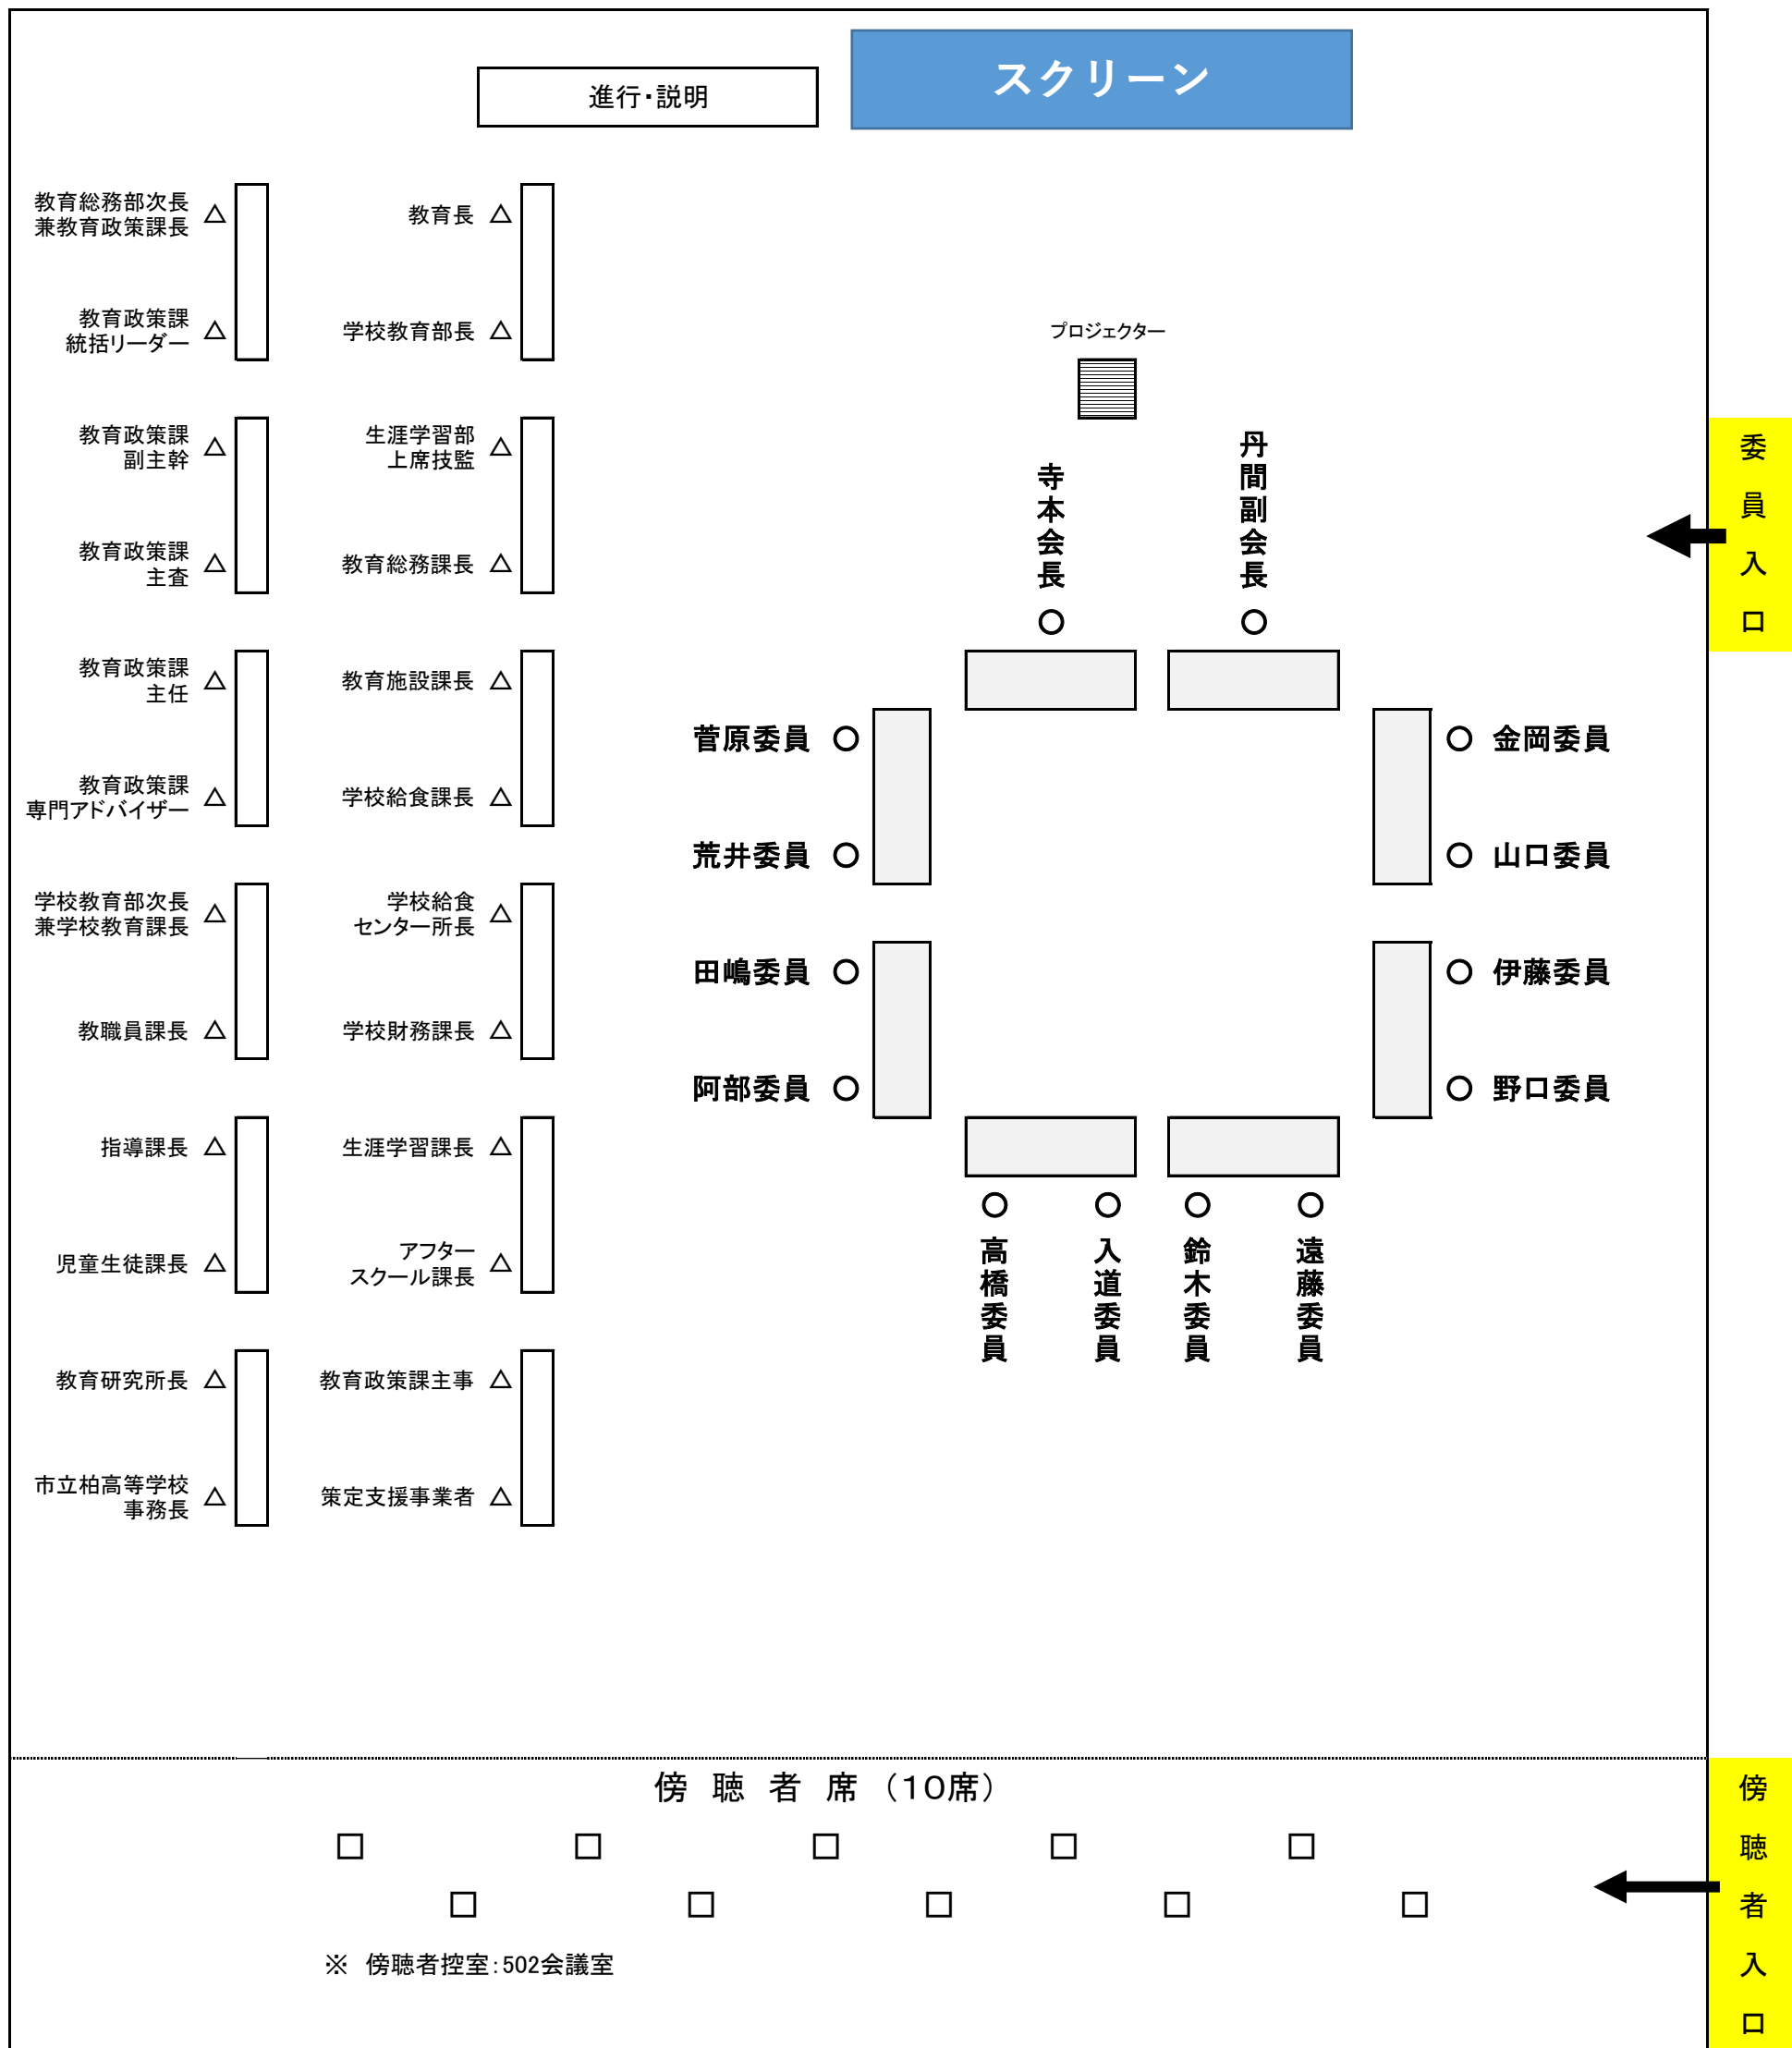 スクリーン
進行・説明
教育総務部次長
兼教育政策課長 △
教育長 △
教育政策課
統括リーダー △
学校教育部長 △
プロジェクター
教育政策課
副主幹 △
生涯学習部
上席技監 △
教育政策課
主査 △
教育総務課長 △
寺本会長
丹間副会長
委員入口
教育政策課
主任 △
教育施設課長 △
教育政策課
専門アドバイザー △
学校給食課長 △
菅原委員 ○
○ 金岡委員
荒井委員 ○
○ 山口委員
学校教育部次長
兼学校教育課長 △
学校給食
センター所長 △
教職員課長 △
学校財務課長 △
田嶋委員 ○
○ 伊藤委員
阿部委員 ○
○ 野口委員
指導課長 △
生涯学習課長 △
児童生徒課長 △
アフター
スクール課長 △
高橋委員
入道委員
鈴木委員
遠藤委員
教育研究所長 △
教育政策課主事 △
市立柏高等学校
事務長 △
策定支援事業者 △
傍聴者席（10席）
傍聴者入口
※ 傍聴者控室：502会議室